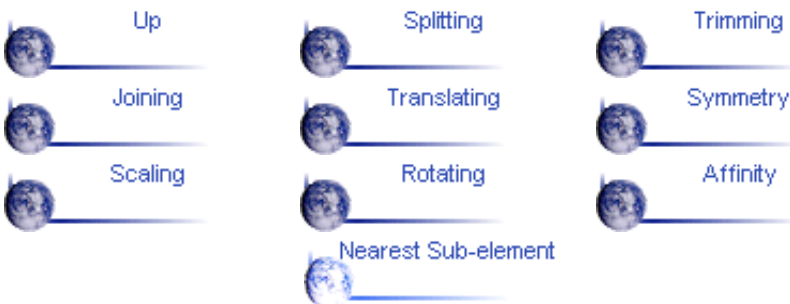 Up
Splitting
Trimming
Joining
Translating
Symmetry
Scaling
Rotating
Affinity
Nearest Sub-element